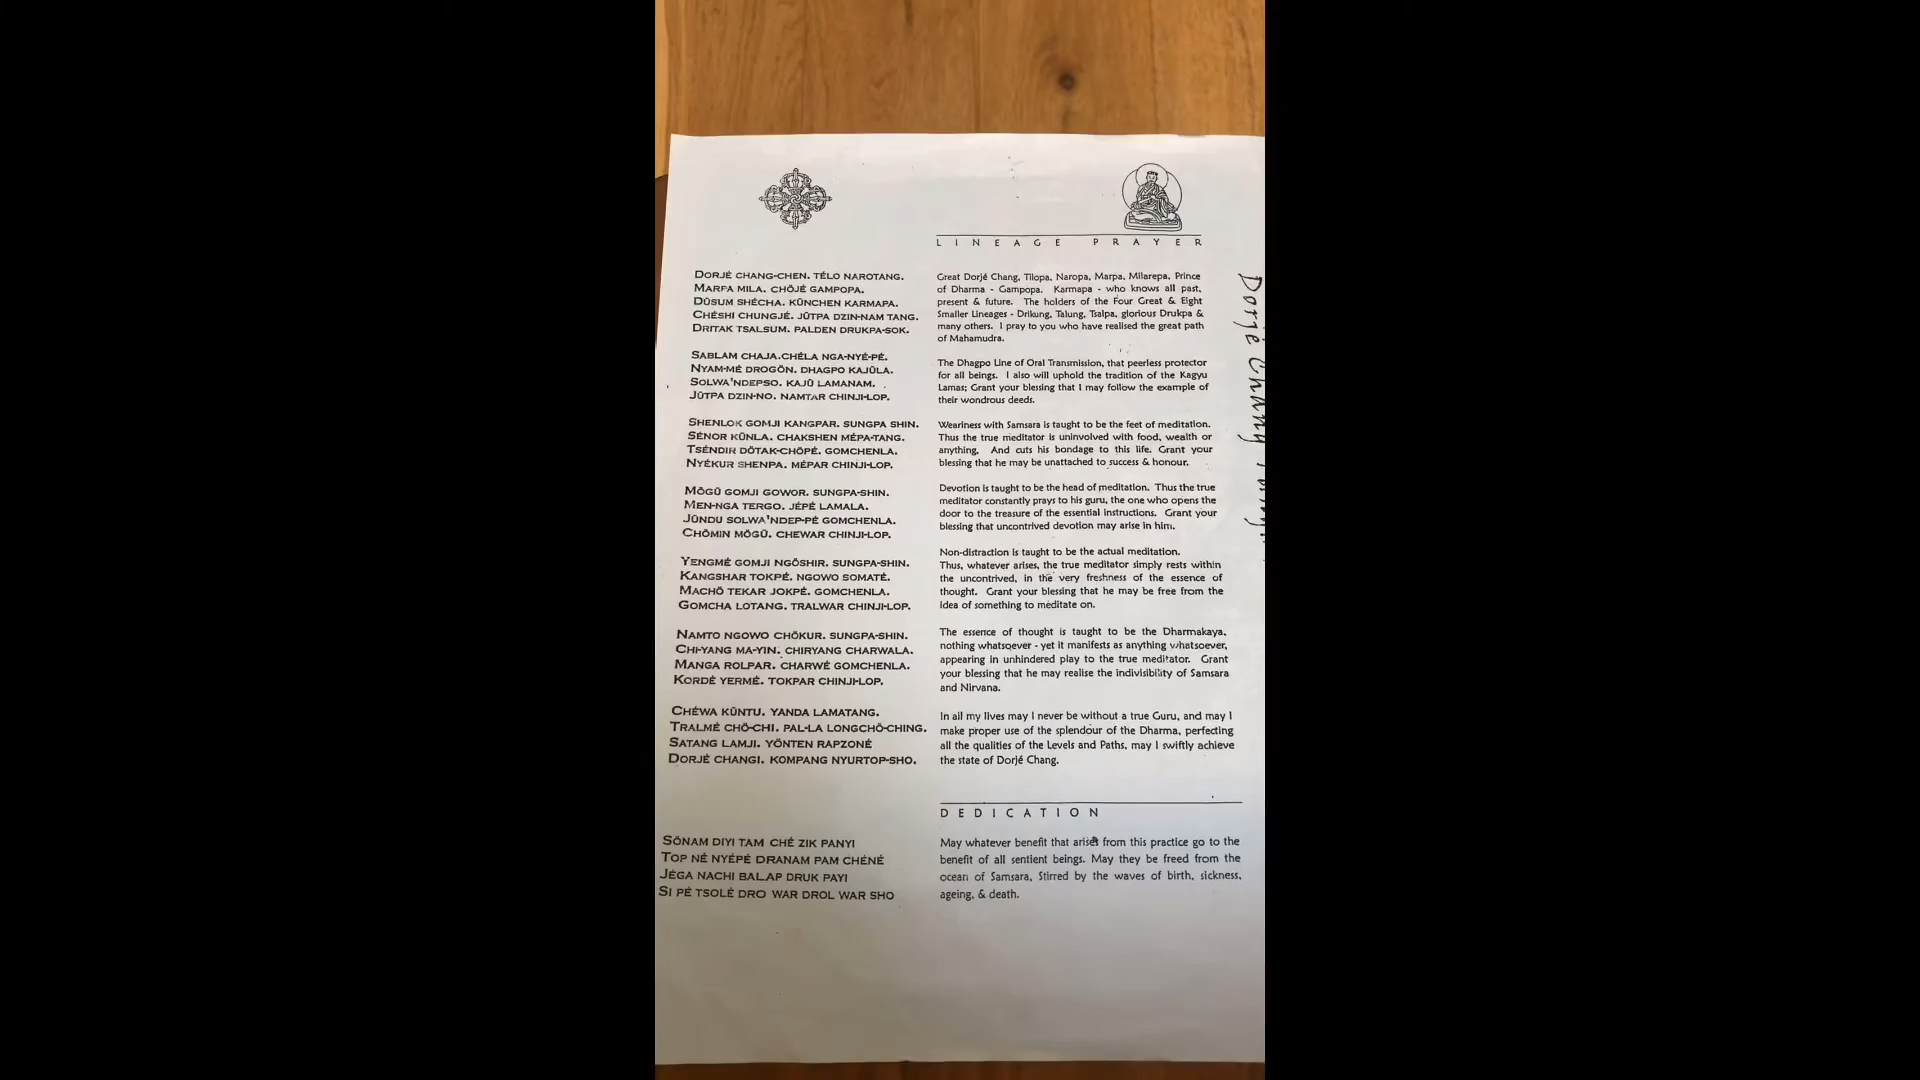 LINEAGE PRAYER
DORJÉ CHANG-CHEN. TÉLO NAROTANG.
MARPA MILA. CHÖJÉ GAMPOPA.
DÜSUM SHÉCHA. KÜNCHEN KARMAPA.
CHÉSHI CHUNGJÉ. JÜTPA DZIN-NAM TANG.
DRITAK TSALSUM. PALDEN DRUKPA-SOK.
SABLAM CHAJA.CHÉLA NGA-NYÉ-PÉ.
NYAM-MÉ DROGÖN. DHAGPO KAJÜLA.
SOLWA'NDEPSO. KAJÜ LAMANAM.
JÜTPA DZIN-NO. NAMTAR CHINJI-LOP.
SHENLOK GOMJI KANGPAR. SUNGPA SHIN.
SÉNOR KÜNLA. CHAKSHEN MÉPA-TANG.
TSÉNDIR DÖTAK-CHÖPÉ. GOMCHENLA.
NYÉKUR SHENPA. MÉPAR CHINJI-LOP.
MÖGÜ GOMJI GOWOR. SUNGPA-SHIN.
MEN-NGA TERGO. JÉPÉ LAMALA.
JÜNDU SOLWA'NDEP-PÉ GOMCHENLA.
CHÖMIN MÖGÜ. CHEWAR CHINJI-LOP.
YENGMÉ GOMJI NGÖSHIR. SUNGPA-SHIN.
KANGSHAR TOKPÉ. NGOWO SOMATÉ.
MACHÖ TEKAR JOKPÉ. GOMCHENLA.
GOMCHA LOTANG. TRALWAR CHINJI-LOP.
NAMTO NGOWO CHÖKUR. SUNGPA-SHIN.
CHI-YANG MA-YIN. CHIRYANG CHARWALA.
MANGA ROLPAR. CHARWÉ GOMCHENLA.
KORDÉ YERMÉ. TOKPAR CHINJI-LOP.
CHÉWA KÜNTU. YANDA LAMATANG.
TRALMÉ CHÖ-CHI. PAL-LA LONGCHÖ-CHING.
SATANG LAMJI. YÖNTEN RAPZONÉ
DORJÉ CHANGI. KOMPANG NYURTOP-SHO.
Great Dorjé Chang, Tilopa, Naropa, Marpa, Milarepa, Prince
of Dharma - Gampopa. Karmapa - who knows all past,
present & future. The holders of the Four Great & Eight
Smaller Lineages - Drikung, Talung, Tsalpa, glorious Drukpa &
many others. I pray to you who have realised the great path
of Mahamudra.
The Dhagpo Line of Oral Transmission, that peerless protector
for all beings. I also will uphold the tradition of the Kagyu
Lamas; Grant your blessing that I may follow the example of
their wondrous deeds.
Weariness with Samsara is taught to be the feet of meditation.
Thus the true meditator is uninvolved with food, wealth or
anything, And cuts his bondage to this life. Grant your
blessing that he may be unattached to success & honour.
Devotion is taught to be the head of meditation. Thus the true
meditator constantly prays to his guru, the one who opens the
door to the treasure of the essential instructions. Grant your
blessing that uncontrived devotion may arise in him.
Non-distraction is taught to be the actual meditation.
Thus, whatever arises, the true meditator simply rests within
the uncontrived, in the very freshness of the essence of
thought. Grant your blessing that he may be free from the
idea of something to meditate on.
The essence of thought is taught to be the Dharmakaya,
nothing whatsoever - yet it manifests as anything whatsoever,
appearing in unhindered play to the true meditator. Grant
your blessing that he may realise the indivisibility of Samsara
and Nirvana.
In all my lives may I never be without a true Guru, and may I
make proper use of the splendour of the Dharma, perfecting
all the qualities of the Levels and Paths, may I swiftly achieve
the state of Dorjé Chang.
Dorjé Chang
DEDICATION
SÖNAM DIYI TAM CHÉ ZIK PANYI
TOP NÉ NYÉPÉ DRANAM PAM CHÉNÉ
JÉGA NACHI BALAP DRUK PAYI
SI PÉ TSOLÉ DRO WAR DROL WAR SHO
May whatever benefit that arises from this practice go to the
benefit of all sentient beings. May they be freed from the
ocean of Samsara, Stirred by the waves of birth, sickness,
ageing, & death.